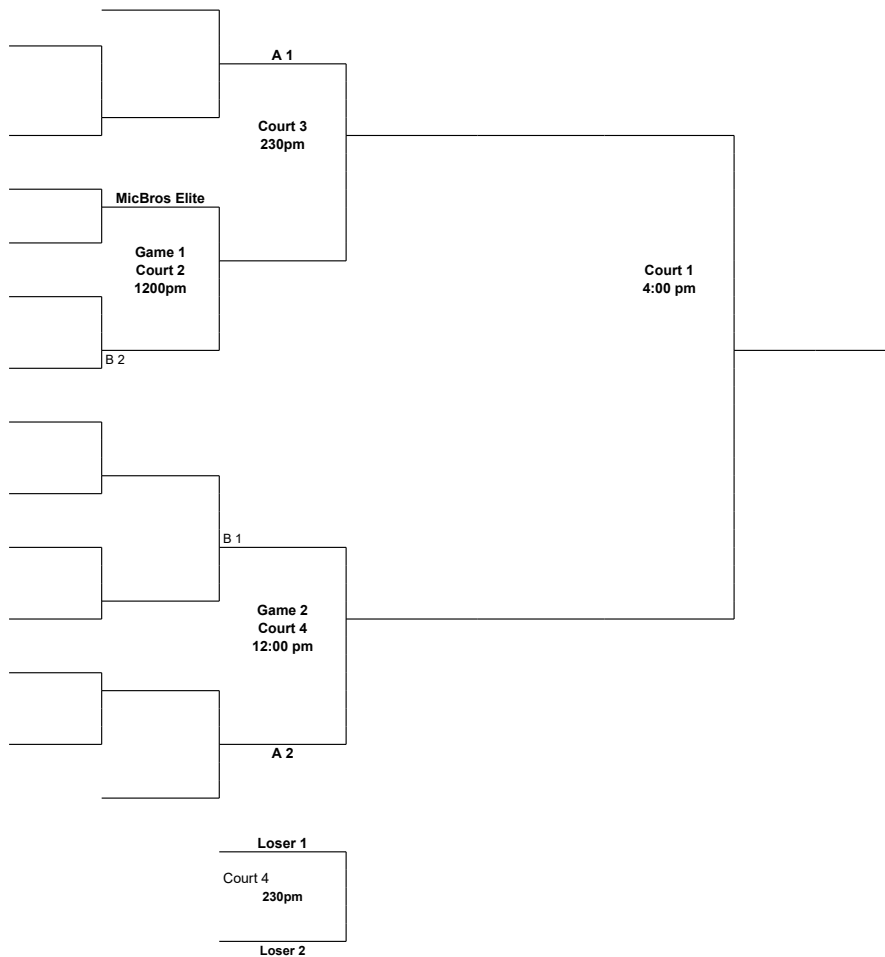 A 1
Court 3
230pm
MicBros Elite
Game 1
Court 2
1200pm
B 2
Court 1
4:00 pm
B 1
Game 2
Court 4
12:00 pm
A 2
Loser 1
Court 4
230pm
Loser 2